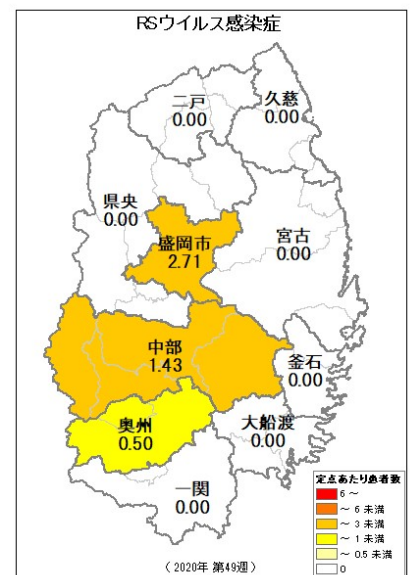 RSウイルス感染症
二戸
0.00
久慈
0.00
県央
0.00
盛岡市
2.71
宮古
0.00
中部
1.43
釜石
0.00
奥州
0.50
大船渡
0.00
一関
0.00
定点あたり患者数
6 ～
～ 6 未満
～ 3 未満
～ 1 未満
～ 0.5 未満
0
（ 2020年 第49週 ）